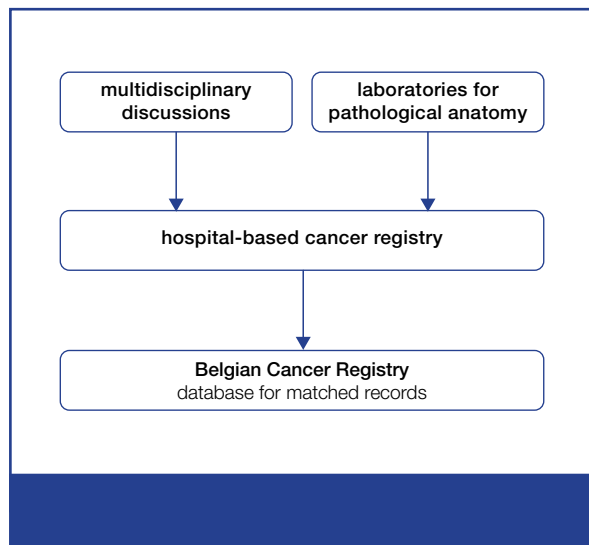 multidisciplinary
discussions
laboratories for
pathological anatomy
hospital-based cancer registry
Belgian Cancer Registry
database for matched records